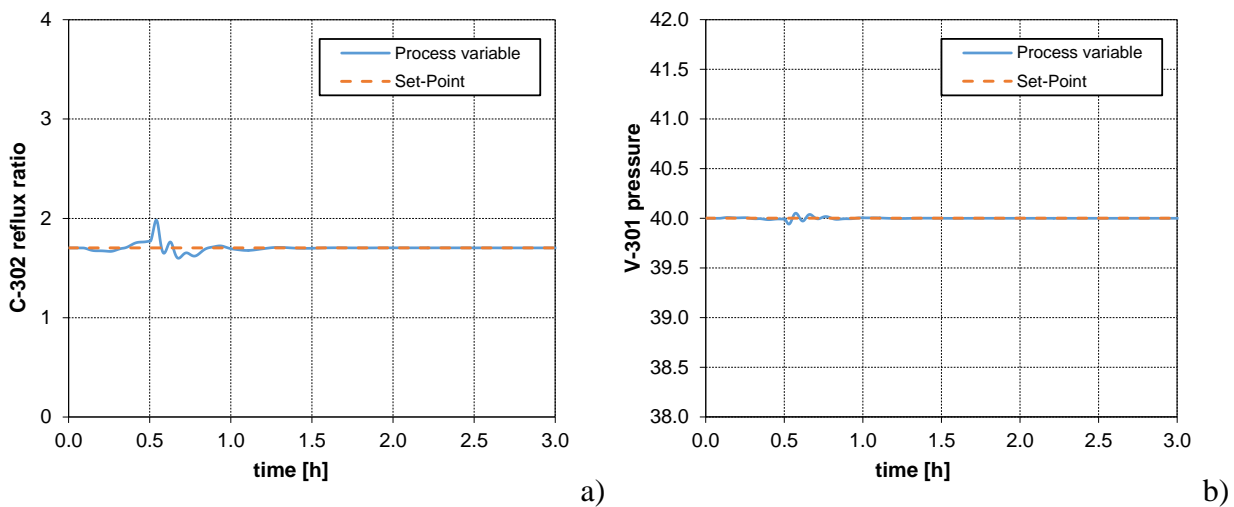 4
3
2
1
0
0.0 0.5 1.0 1.5 2.0 2.5 3.0
C-302 reflux ratio
time [h]
Process variable
Set-Point
a)
42.0
41.5
41.0
40.5
40.0
39.5
39.0
38.5
38.0
0.0 0.5 1.0 1.5 2.0 2.5 3.0
V-301 pressure
time [h]
Process variable
Set-Point
b)